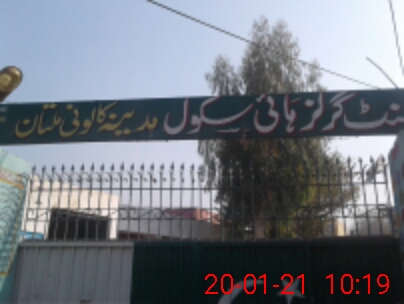 گرلز ہائی سکول مدینہ کالونی ملتان
20-01-21 10:19